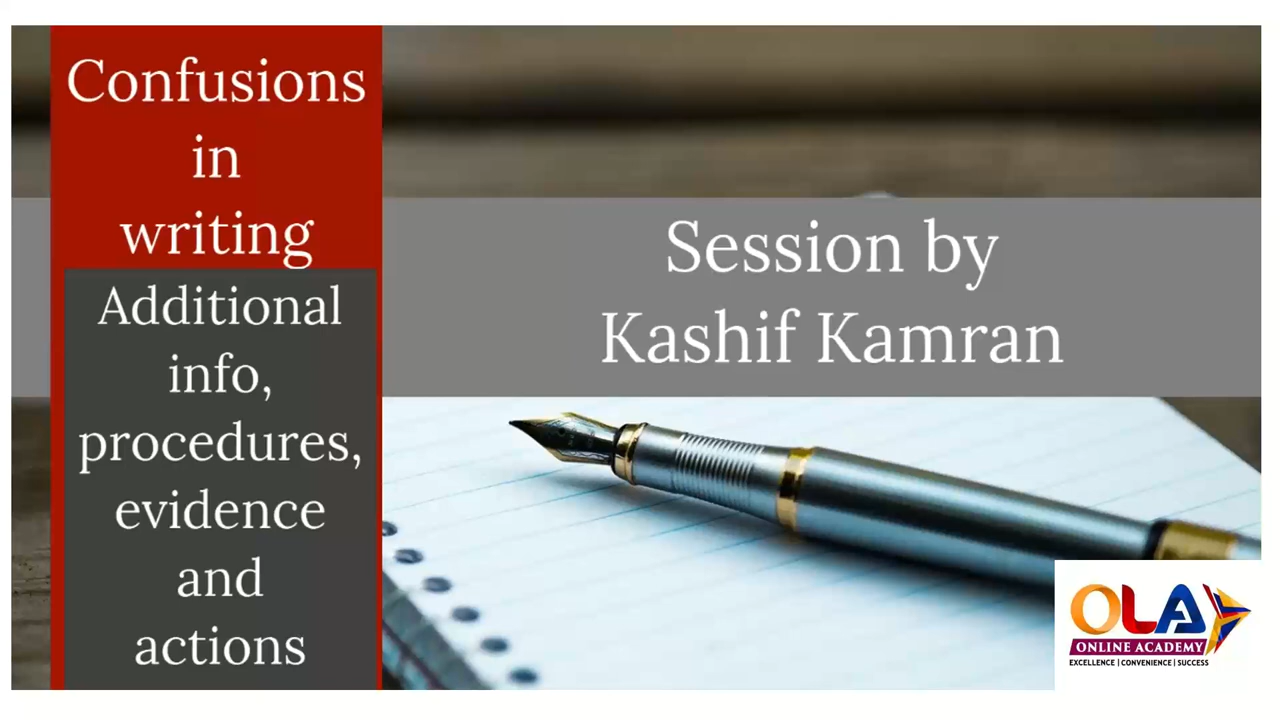 Confusions
in
writing
Additional
info,
procedures,
evidence
and
actions
Session by
Kashif Kamran
OLA
ONLINE ACADEMY
EXCELLENCE | CONVENIENCE | SUCCESS